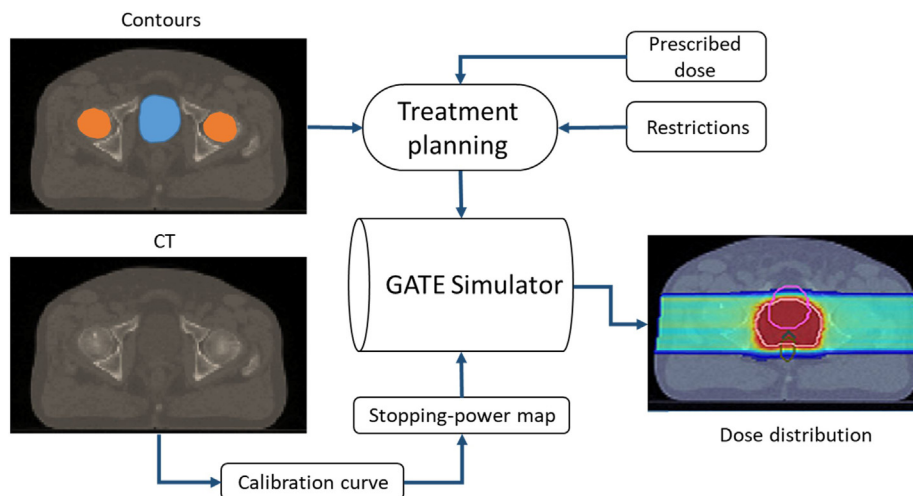 Contours
Prescribed
dose
Treatment
planning
Restrictions
CT
GATE Simulator
Stopping-power map
Dose distribution
Calibration curve